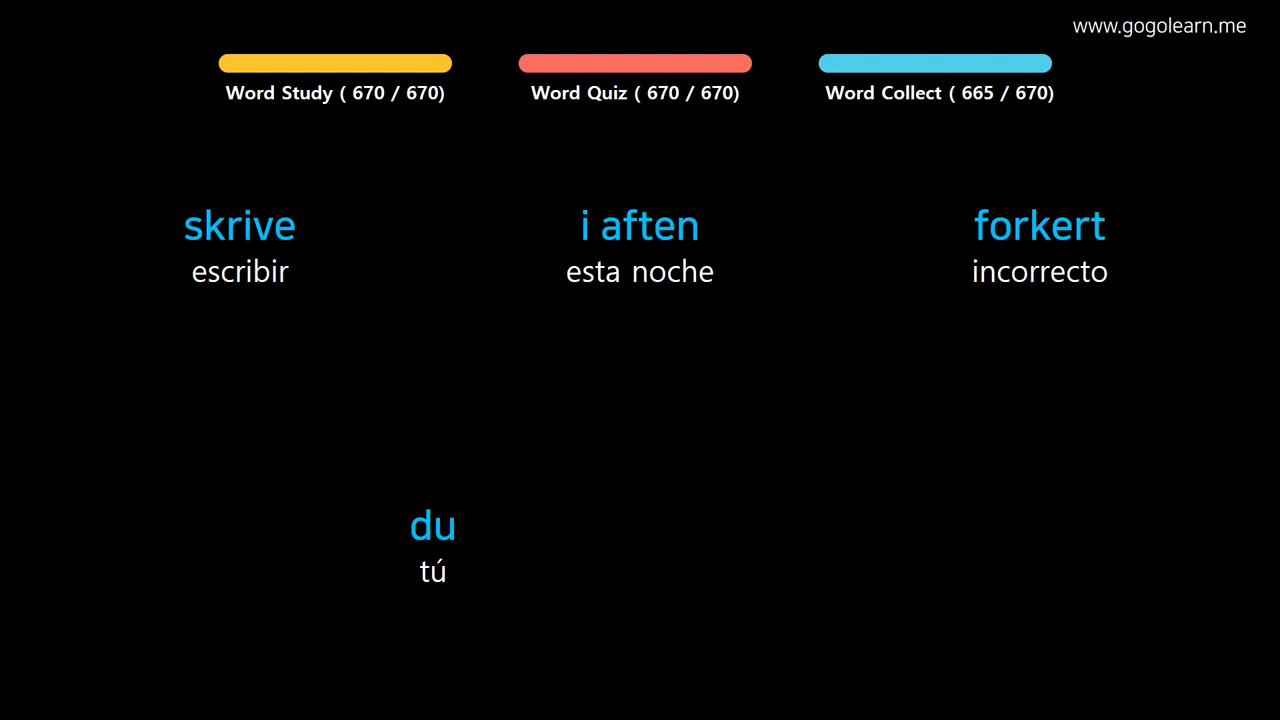 www.gogolearn.me
Word Study ( 670 / 670)
Word Quiz ( 670 / 670)
Word Collect ( 665 / 670)
skrive
escribir
i aften
esta noche
forkert
incorrecto
du
tú